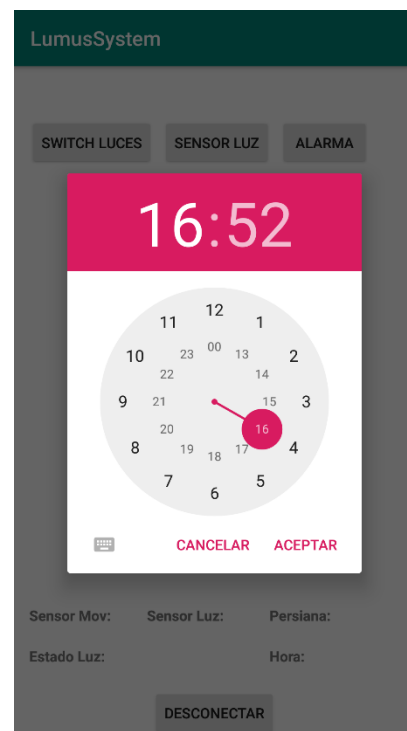 LumusSystem
SWITCH LUCES SENSOR LUZ ALARMA
16:52
12
11 1
00
23 13
10 2
22 14
9 21 15 3
20 16
8 4
19 17
18
7 5
6
CANCELAR ACEPTAR
Sensor Mov: Sensor Luz: Persiana:
Estado Luz: Hora:
DESCONECTAR